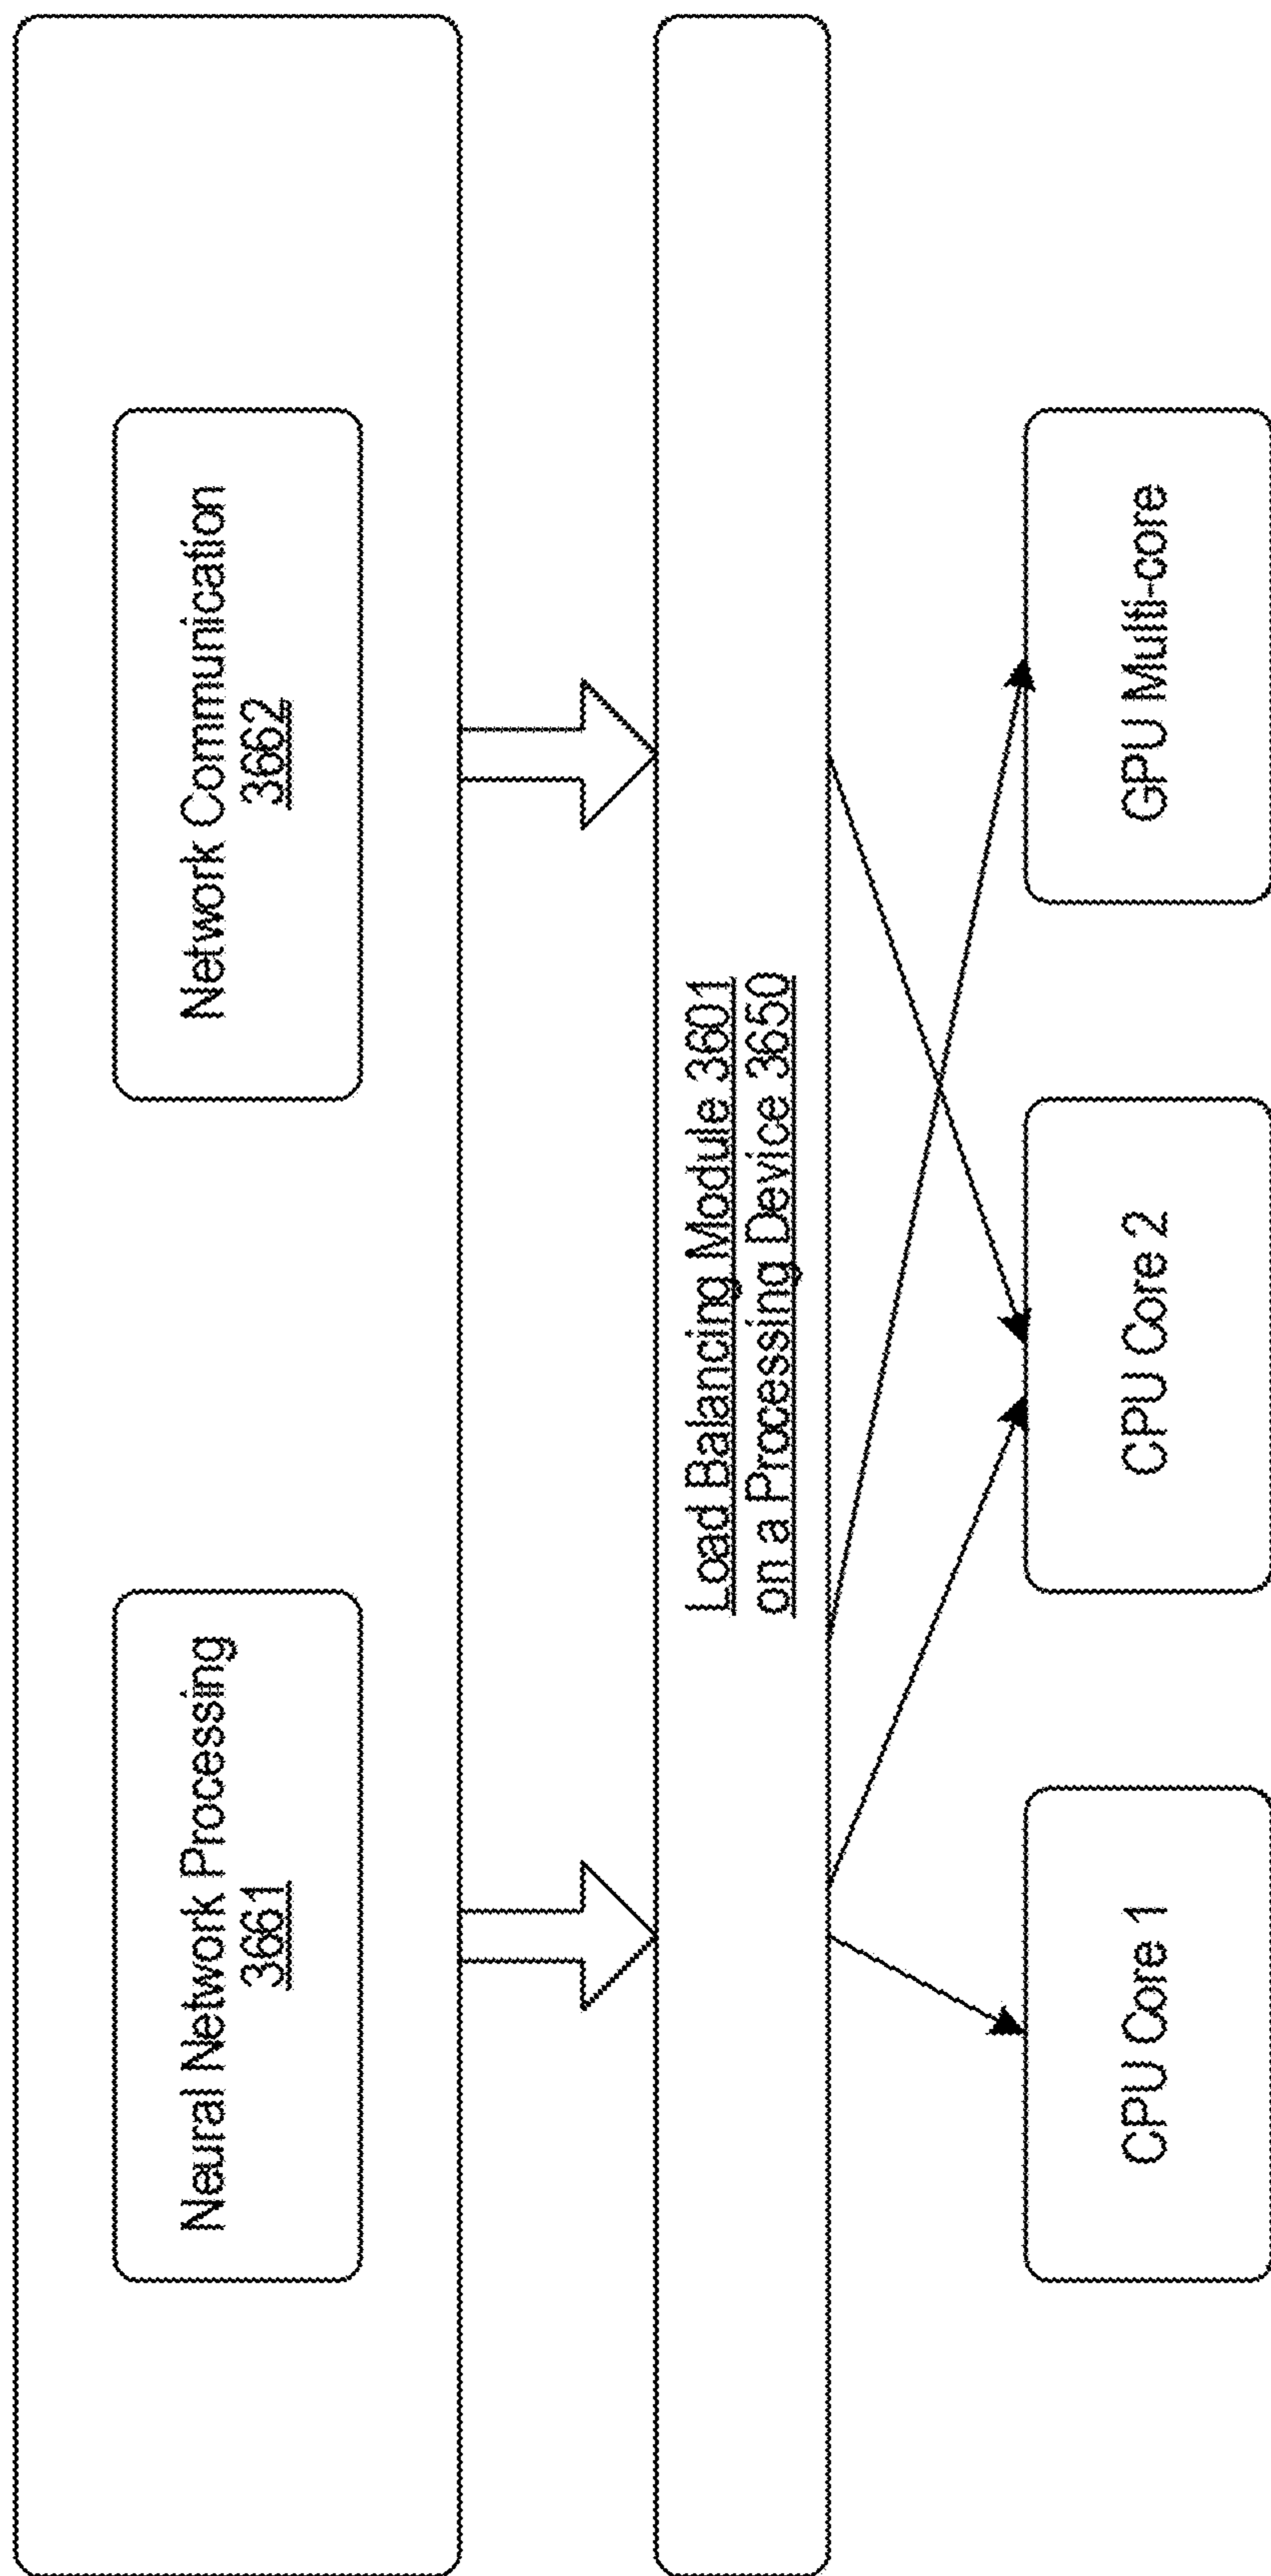 Neural Network Processing
3661
Network Communication
3662
Load Balancing Module 3601
on a Processing Device 3650
CPU Core 1
CPU Core 2
GPU Multi-core